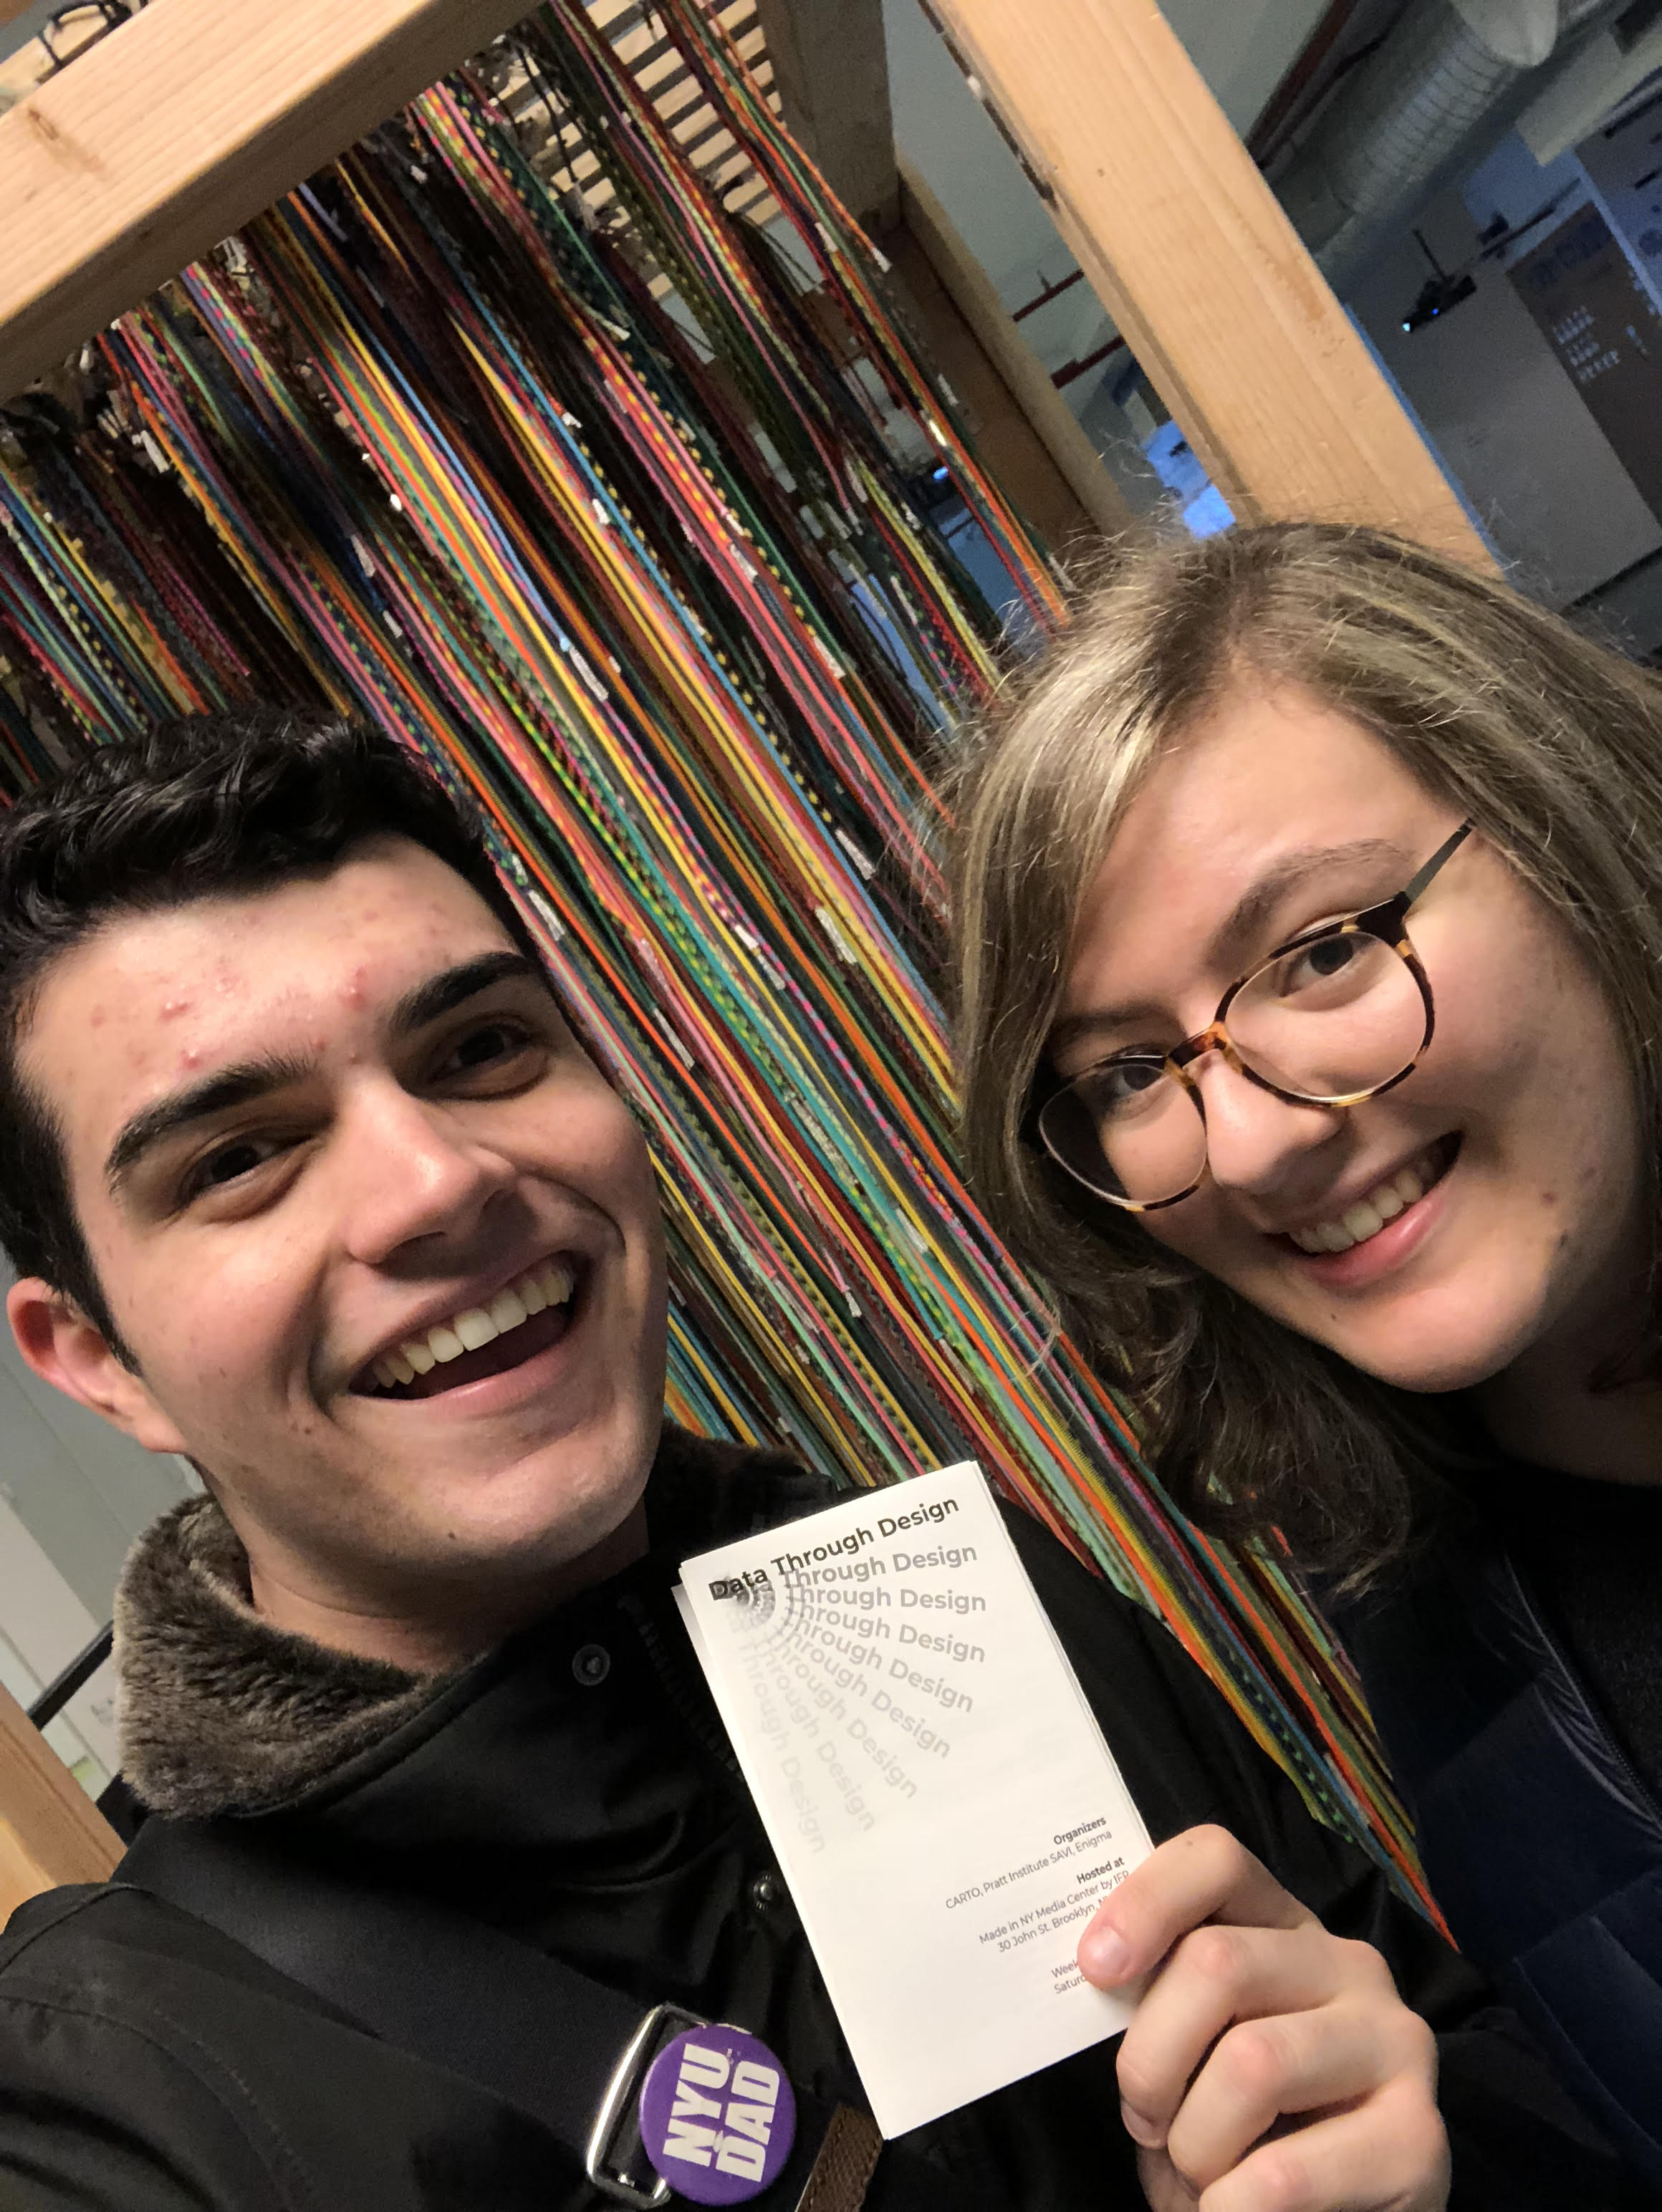 Data Through Design
Through Design
Through Design
Through Design
Through Design
Through Design
Through Design
Through Design
Through Design
Organizers
CARTO, Pratt Institute SAVI, Enigma
Hosted at
Made in NY Media Center by IFP
30 John St. Brooklyn,
NYU
DAD